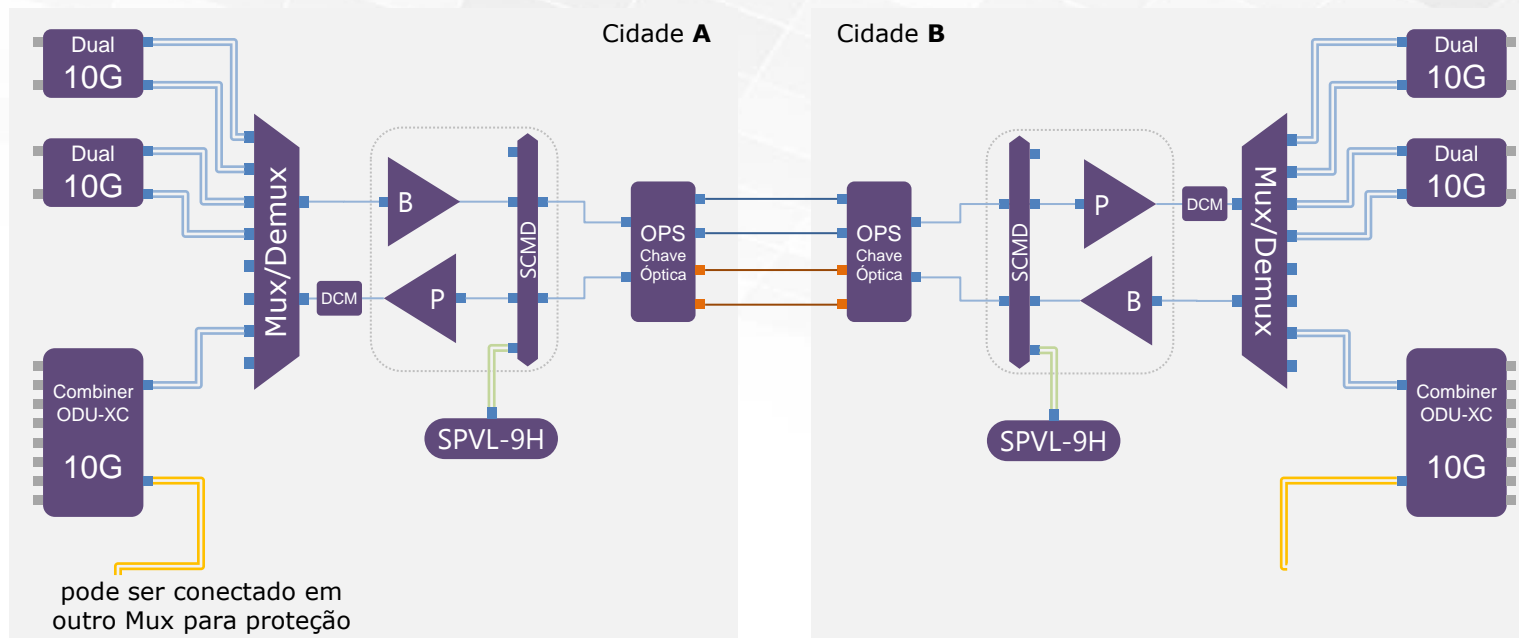 Cidade A
Dual
10G
Dual
10G
Mux/Demux
B
P
DCM
SCMD
OPS
Chave
Óptica
Combiner
ODU-XC
10G
SPVL-9H
pode ser conectado em
outro Mux para proteção
Cidade B
OPS
Chave
Óptica
SCMD
P
B
DCM
Mux/Demux
Dual
10G
Dual
10G
Combiner
ODU-XC
10G
SPVL-9H